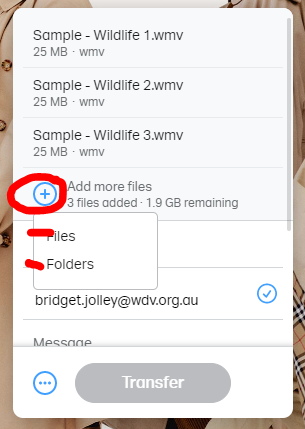 Sample - Wildlife 1.wmv
25 MB · wmv
Sample - Wildlife 2.wmv
25 MB · wmv
Sample - Wildlife 3.wmv
25 MB · wmv
Add more files
3 files added · 1.9 GB remaining
Files
Folders
bridget.jolley@wdv.org.au
Message
Transfer